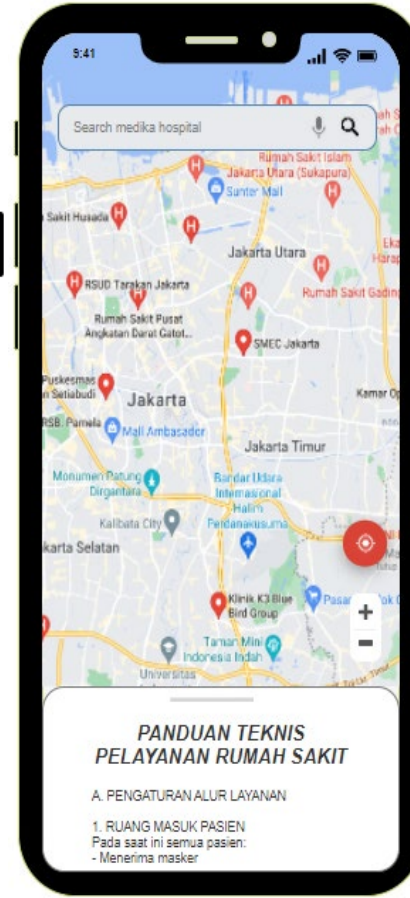 9:41
Search medika hospital
Rumah Sakit Islam
Jakarta Utara (Sukapura)
Sunter Mall
Sakit Husada
Jakarta Utara
RSUD Tarakan Jakarta
Rumah Sakit Gading
Rumah Sakit Pusat
Angkatan Darat Gatot...
SMEC Jakarta
Puskesmas
n Setiabudi
Jakarta
Kamar Op
RSB. Pamela
Mall Ambasador
Jakarta Timur
Monumen Patung
Dirgantara
Bandar Udara
Internasional
Halim
Perdanakusuma
Kalibata City
karta Selatan
Klinik K3 Blue
Bird Group
Pasar
+
Taman Mini
Indonesia Indah
-
Universitas
PANDUAN TEKNIS
PELAYANAN RUMAH SAKIT
A. PENGATURAN ALUR LAYANAN
1. RUANG MASUK PASIEN
Pada saat ini semua pasien:
- Menerima masker